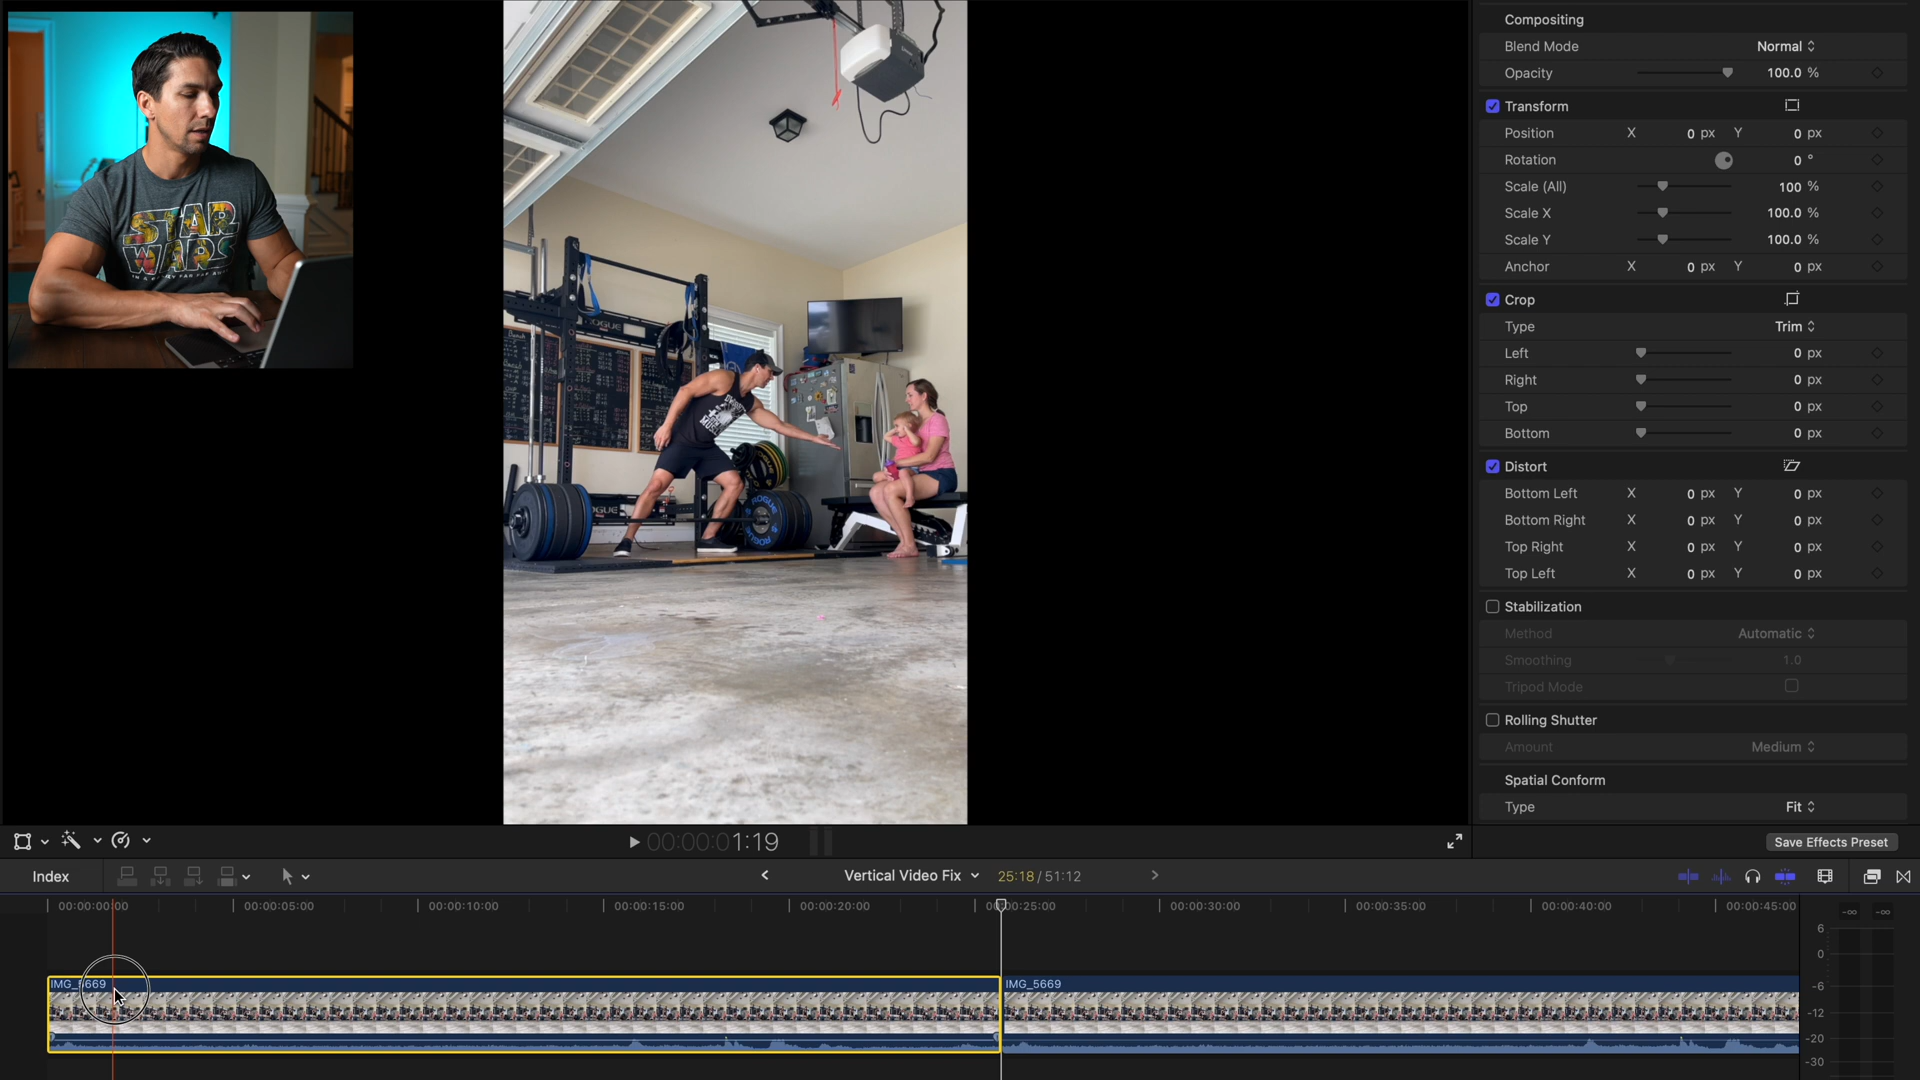 Compositing
Blend Mode Normal
Opacity 100.0 %
Transform
Position X 0 px Y 0 px
Rotation 0 °
Scale (All) 100 %
Scale X 100.0 %
Scale Y 100.0 %
Anchor X 0 px Y 0 px
Crop
Type Trim
Left 0 px
Right 0 px
Top 0 px
Bottom 0 px
Distort
Bottom Left X 0 px Y 0 px
Bottom Right X 0 px Y 0 px
Top Right X 0 px Y 0 px
Top Left X 0 px Y 0 px
Stabilization
Method Automatic
Smoothing 1.0
Tripod Mode
Rolling Shutter
Amount Medium
Spatial Conform
Type Fit
Save Effects Preset
STAR
WARS
ROGUE
ROGUE
ROGUE
ROGUE
00:00:01:19
Index
Vertical Video Fix 25:18 / 51:12
00:00:00:00 00:00:05:00 00:00:10:00 00:00:15:00 00:00:20:00 00:00:25:00 00:00:30:00 00:00:35:00 00:00:40:00 00:00:45:00
IMG_5669 IMG_5669
-∞ -∞
6
0
-6
-12
-20
-30